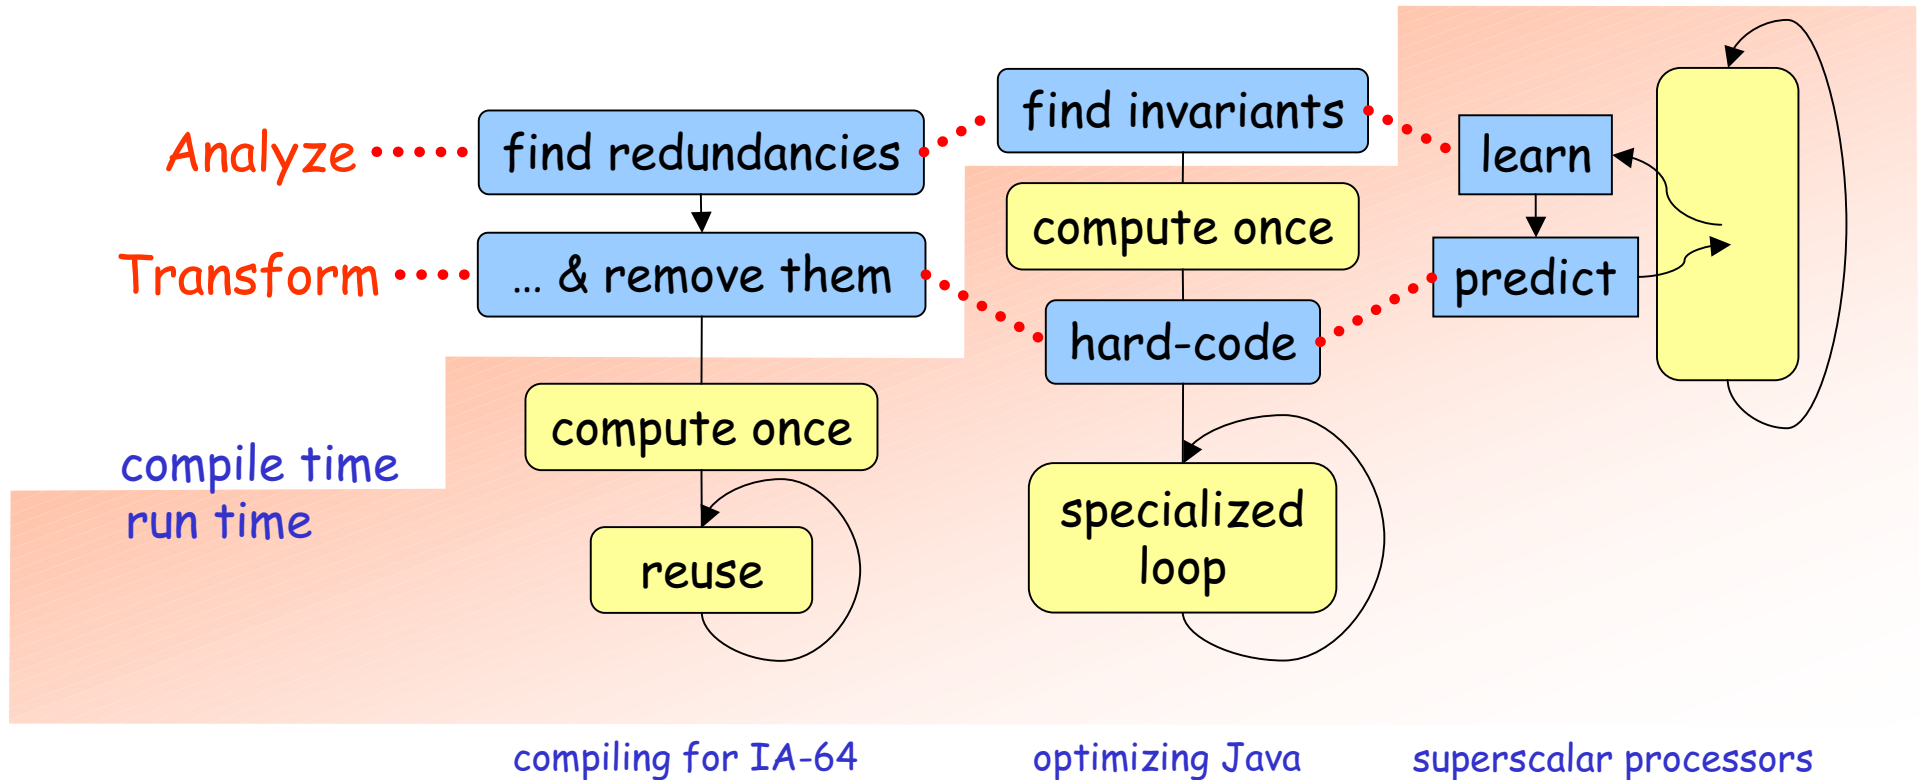 Analyze
find redundancies
find invariants
learn
Transform
... & remove them
compute once
hard-code
predict
compile time
run time
compute once
reuse
specialized
loop
compiling for IA-64
optimizing Java
superscalar processors